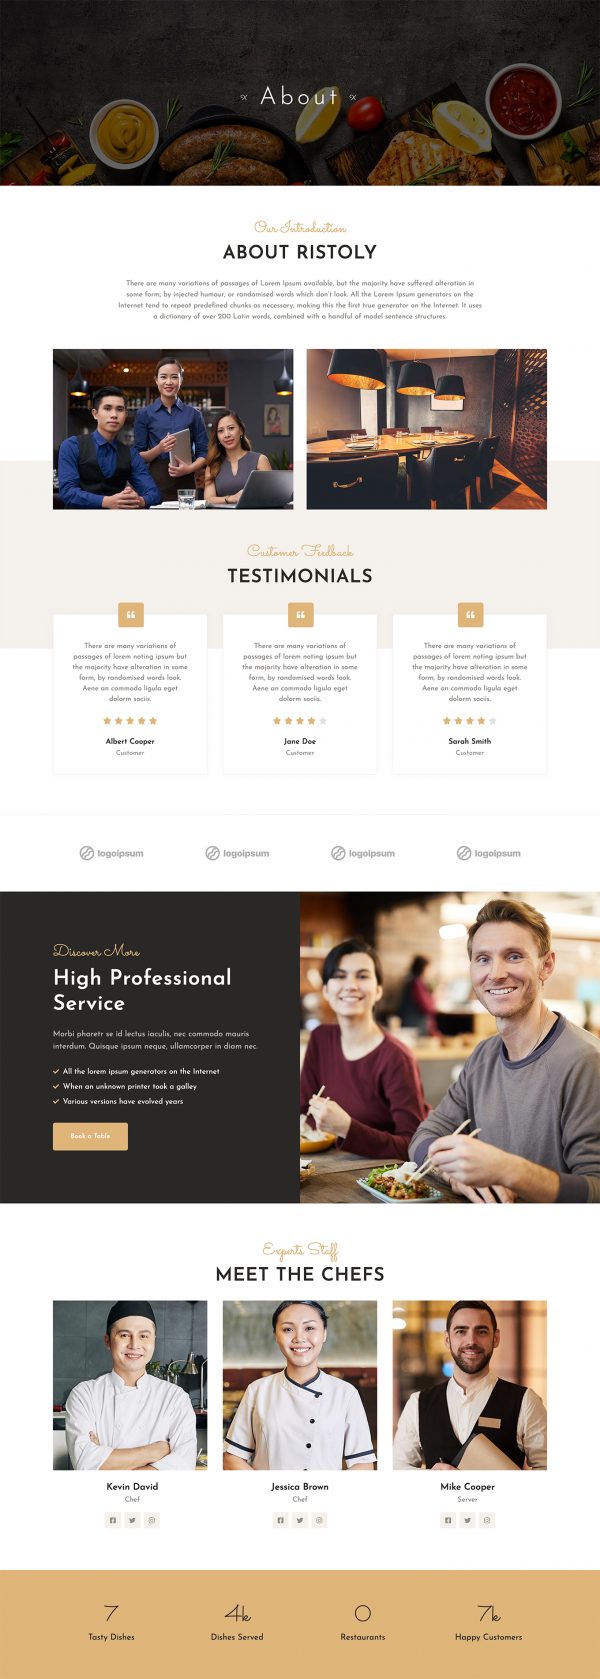 About
Our Introduction
ABOUT RISTOLY
There are many variations of passages of Lorem Ipsum available, but the majority have suffered alteration in
some form, by injected humour, or randomised words which don't look. All the Lorem Ipsum generators on the
Internet tend to repeat predefined chunks as necessary, making this the first true generator on the Internet. It uses
a dictionary of over 200 Latin words, combined with a handful of model sentence structures.
Customer Feedback
TESTIMONIALS
There are many variations of
passages of lorem noting ipsum but
the majority have alteration in some
form, by randomised words look.
Aene an commodo ligula eget
dolorm sociis.
Albert Cooper
Customer
There are many variations of
passages of lorem noting ipsum but
the majority have alteration in some
form, by randomised words look.
Aene an commodo ligula eget
dolorm sociis.
Jane Doe
Customer
There are many variations of
passages of lorem noting ipsum but
the majority have alteration in some
form, by randomised words look.
Aene an commodo ligula eget
dolorm sociis.
Sarah Smith
Customer
logoipsum
logoipsum
logoipsum
logoipsum
Discover More
High Professional
Service
Morbi pharetr se id lectus iaculis, nec commodo mauris
interdum. Quisque ipsum neque, ullamcorper in diam nec.
All the lorem ipsum generators on the Internet
When an unknown printer took a galley
Various versions have evolved years
Book a Table
Experts Staff
MEET THE CHEFS
Kevin David
Chef
Jessica Brown
Chef
Mike Cooper
Server
7
Tasty Dishes
4k
Dishes Served
0
Restaurants
7k
Happy Customers